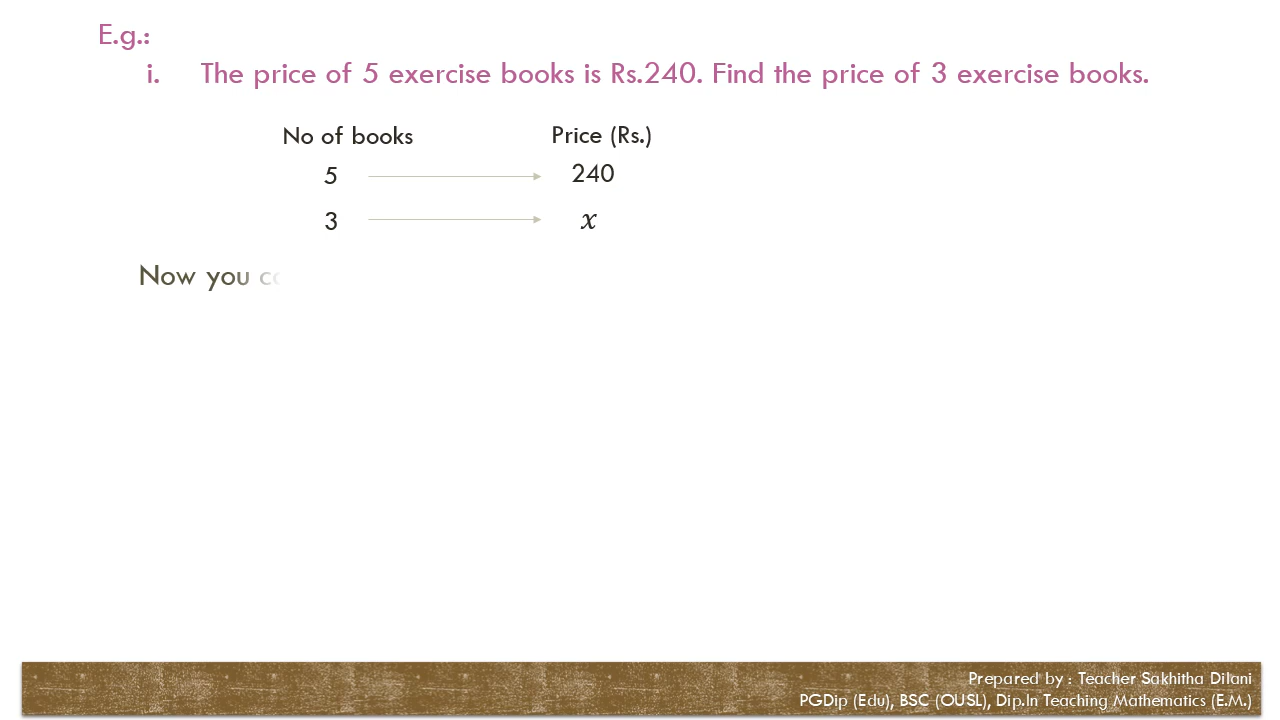 E.g.:
i. The price of 5 exercise books is Rs.240. Find the price of 3 exercise books.
No of books Price (Rs.)
5 240
3 x
Now you
Prepared by : Teacher Sakhitha Dilani
PGDip (Edu), BSC (OUSL), Dip.In Teaching Mathematics (E.M.)